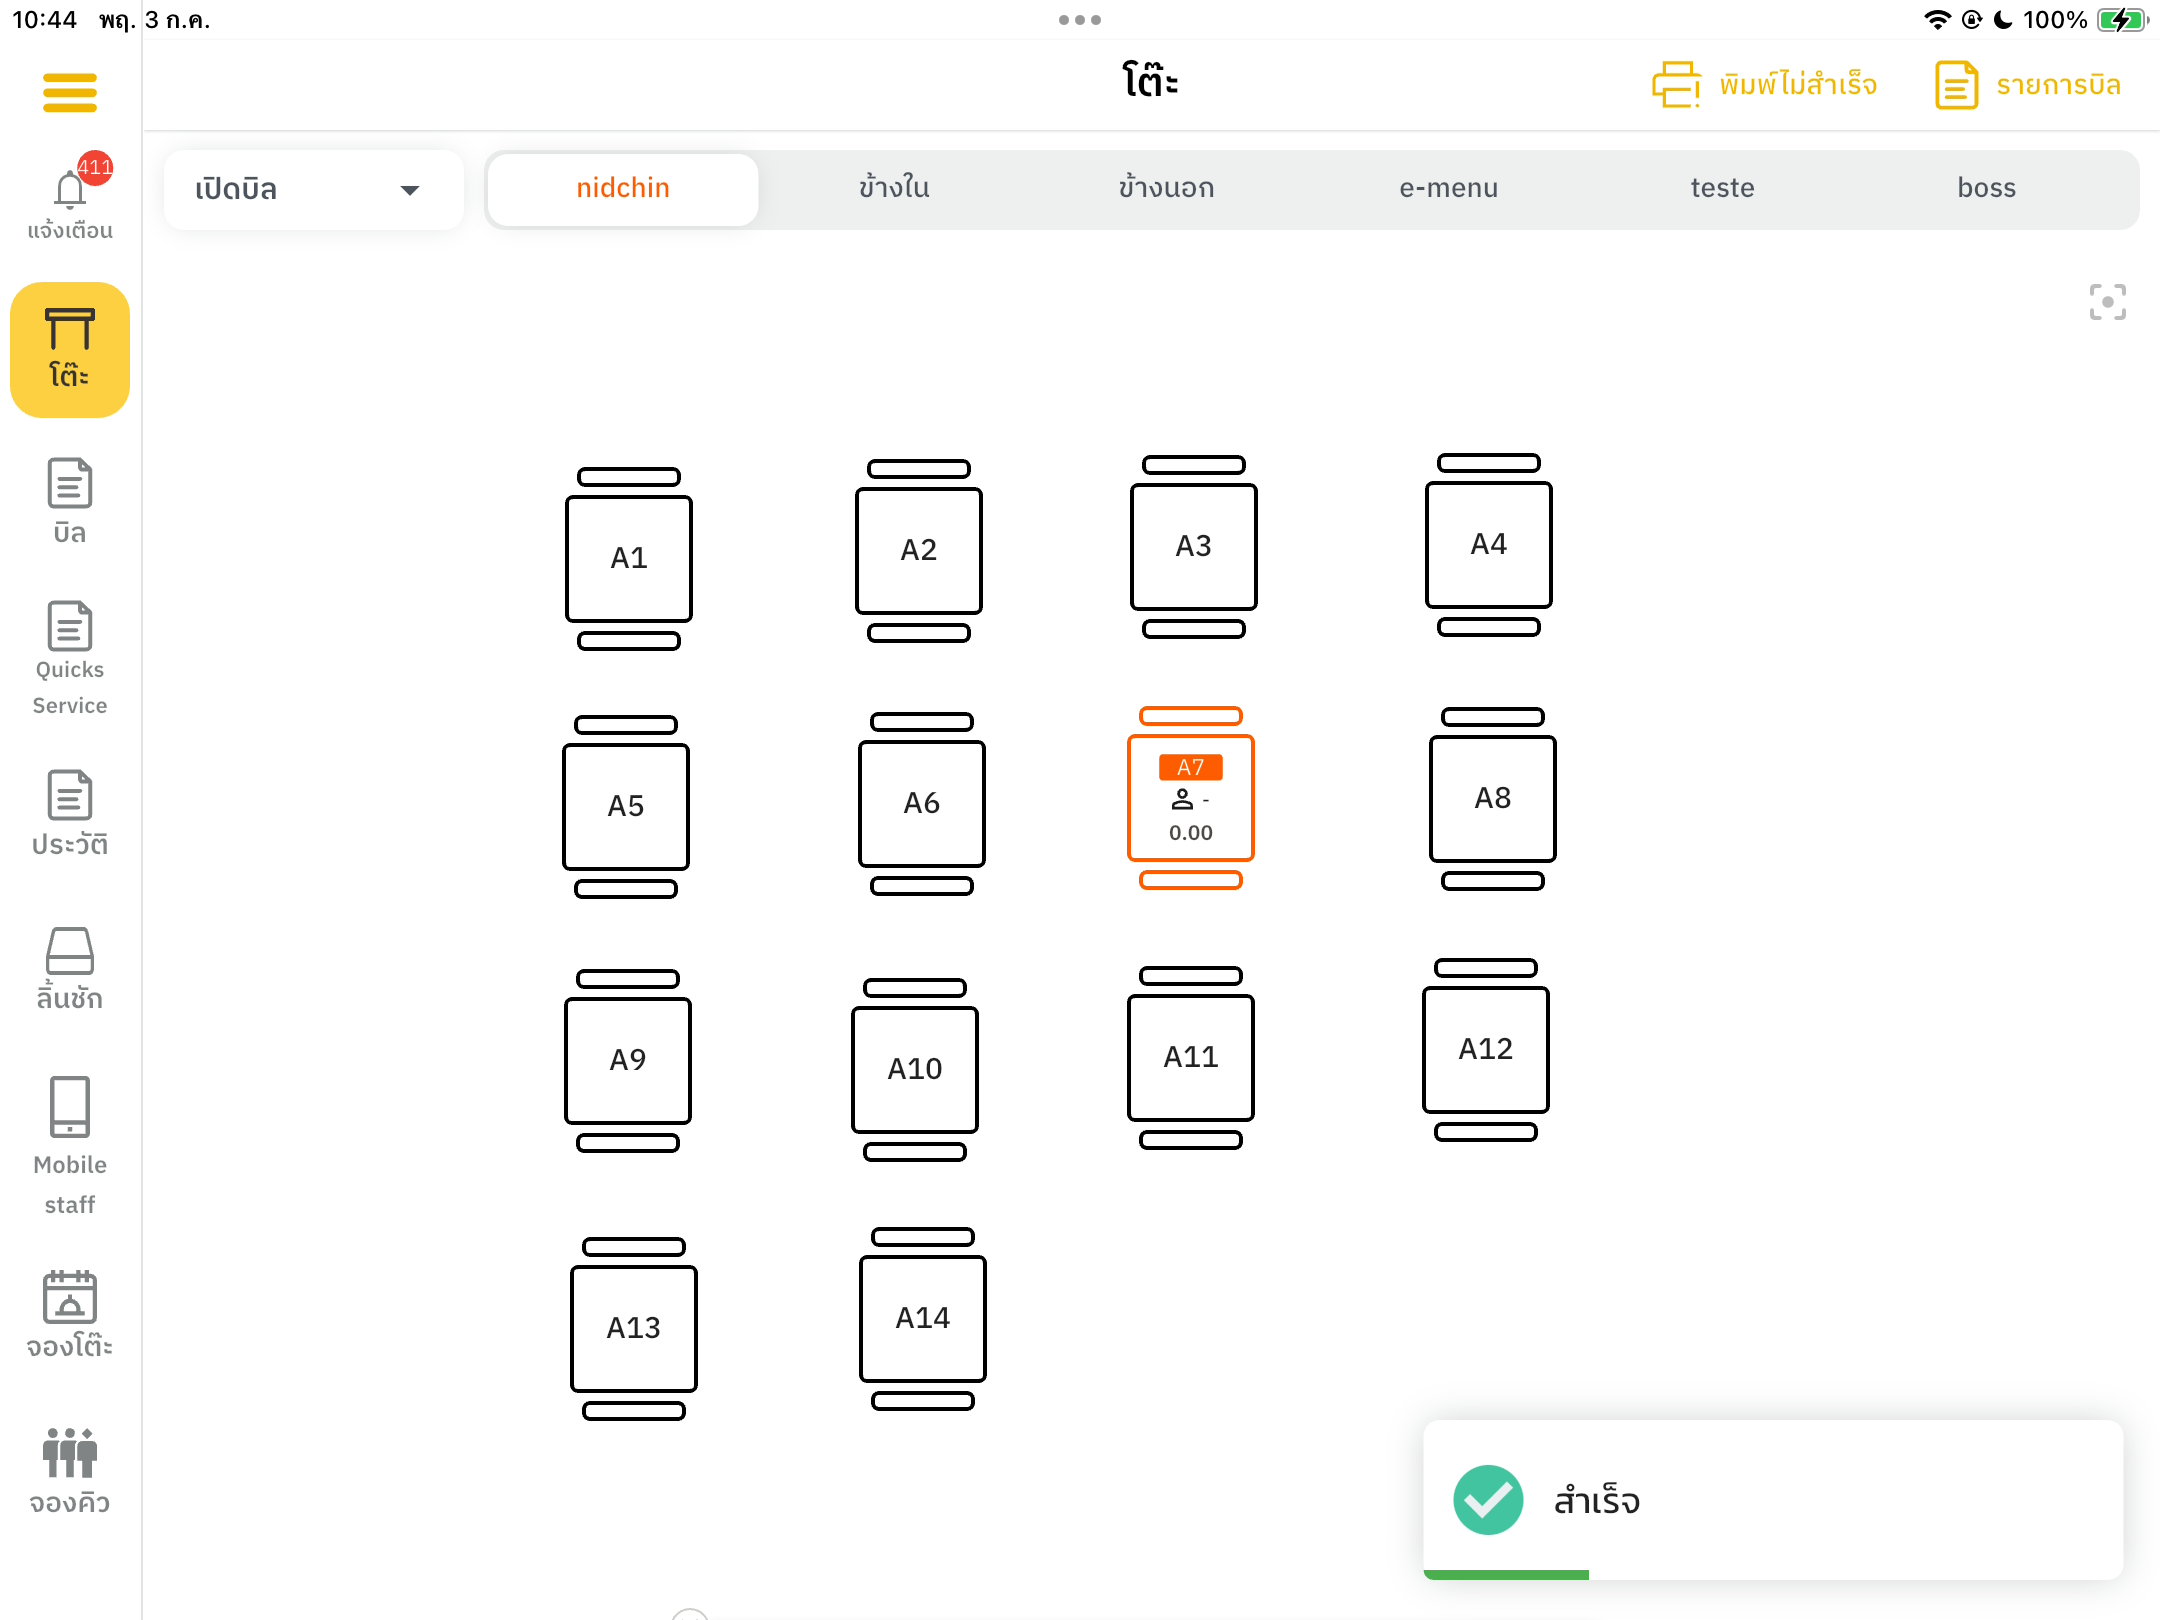 10:44 พฤ. 3 ก.ค.
100%
โต๊ะ
พิมพ์ไม่สำเร็จ
รายการบิล
411
แจ้งเตือน
เปิดบิล
nidchin
ข้างใน
ข้างนอก
e-menu
teste
boss
โต๊ะ
บิล
Quicks
Service
ประวัติ
ลิ้นชัก
Mobile
staff
จองโต๊ะ
จองคิว
A1
A2
A3
A4
A5
A6
A7
-
0.00
A8
A9
A10
A11
A12
A13
A14
สำเร็จ